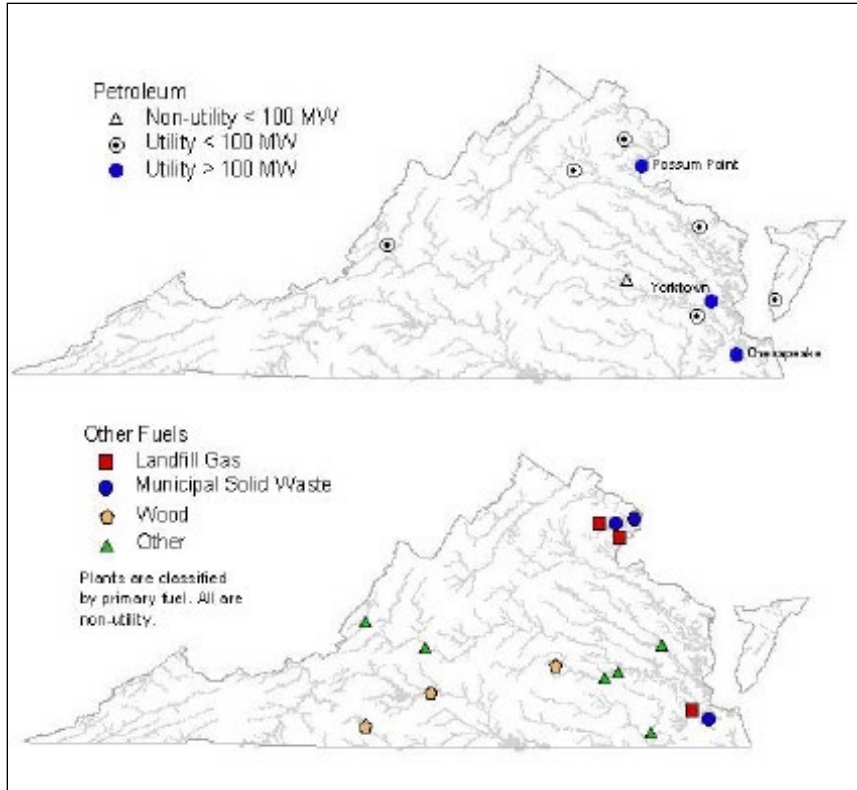 Petroleum
Non-utility < 100 MW
Utility < 100 MW
Utility > 100 MW
Possum Point
Yorktown
Chesapeake
Other Fuels
Landfill Gas
Municipal Solid Waste
Wood
Other
Plants are classified
by primary fuel. All are
non-utility.